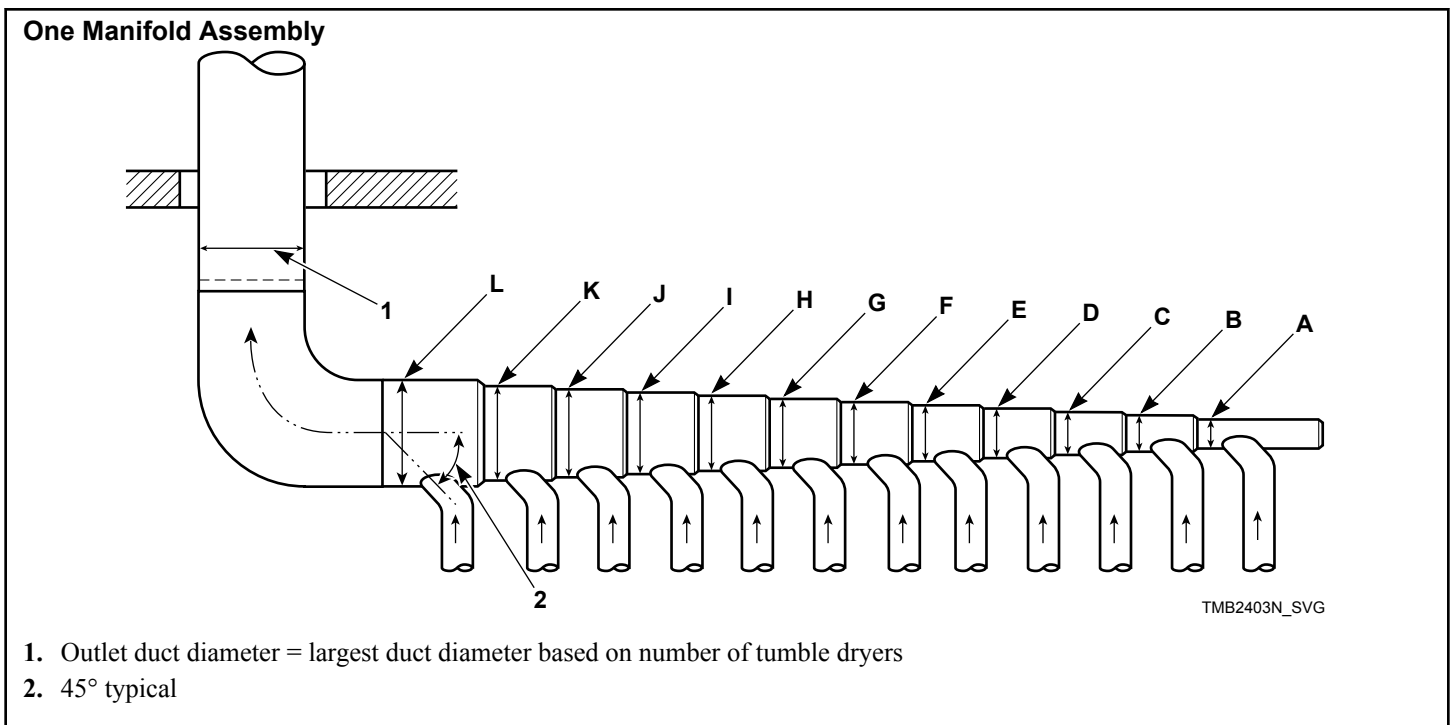 One Manifold Assembly
L
K
J
I
H
G
F
E
D
C
B
A
1
2
TMB2403N_SVG
1. Outlet duct diameter = largest duct diameter based on number of tumble dryers
2. 45° typical